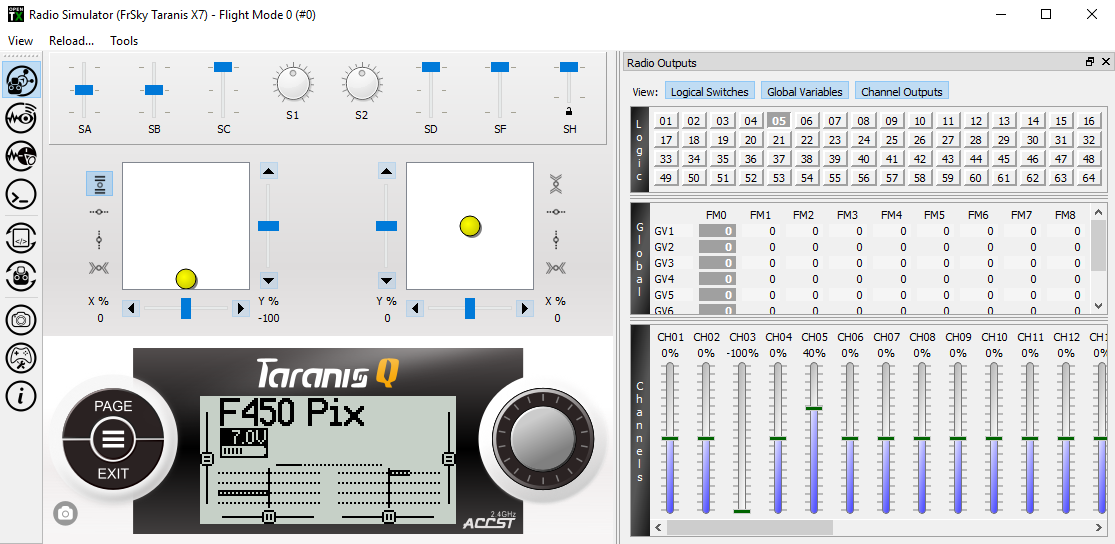 OPEN TX Radio Simulator (FrSky Taranis X7) - Flight Mode 0 (#0)
View Reload... Tools
SA SB SC S1 S2 SD SF SH
X % Y % Y % X %
0 -100 0 0
Taranis Q
PAGE
EXIT
F450 Pix
7.0V
2.4GHz
ACCST
Radio Outputs
View: Logical Switches Global Variables Channel Outputs
Logic
01 02 03 04 05 06 07 08 09 10 11 12 13 14 15 16
17 18 19 20 21 22 23 24 25 26 27 28 29 30 31 32
33 34 35 36 37 38 39 40 41 42 43 44 45 46 47 48
49 50 51 52 53 54 55 56 57 58 59 60 61 62 63 64
Global
FM0 FM1 FM2 FM3 FM4 FM5 FM6 FM7 FM8
GV1 0 0 0 0 0 0 0 0 0
GV2 0 0 0 0 0 0 0 0 0
GV3 0 0 0 0 0 0 0 0 0
GV4 0 0 0 0 0 0 0 0 0
GV5 0 0 0 0 0 0 0 0 0
GV6 0 0 0 0 0 0 0 0 0
Channels
CH01 CH02 CH03 CH04 CH05 CH06 CH07 CH08 CH09 CH10 CH11 CH12 CH1
0% 0% -100% 0% 40% 0% 0% 0% 0% 0% 0% 0% 0%